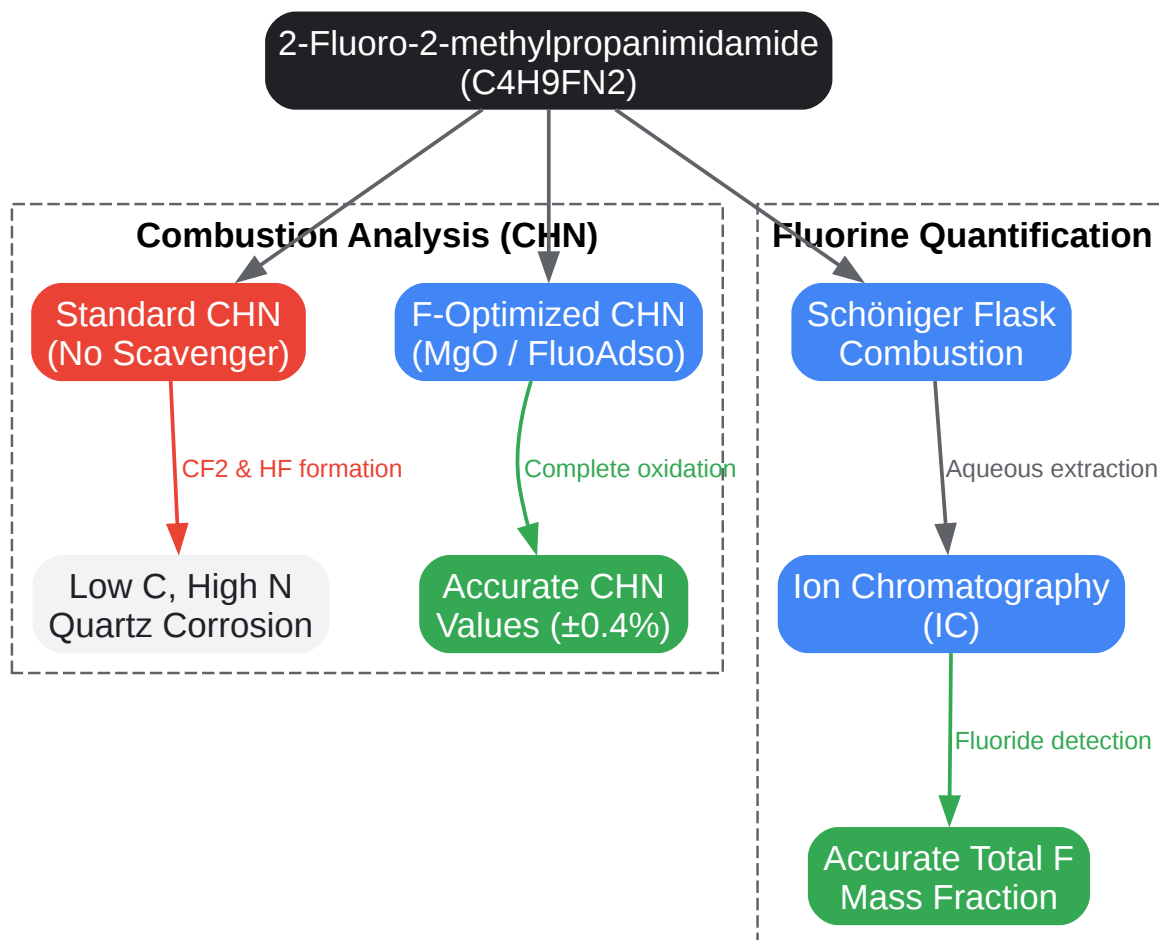 2-Fluoro-2-methylpropanimidamide
(C4H9FN2)
Combustion Analysis (CHN)
Fluorine Quantification
Standard CHN
(No Scavenger)
F-Optimized CHN
(MgO / FluoAdso)
Schöniger Flask
Combustion
CF2 & HF formation
Complete oxidation
Aqueous extraction
Low C, High N
Quartz Corrosion
Accurate CHN
Values (±0.4%)
Ion Chromatography
(IC)
Fluoride detection
Accurate Total F
Mass Fraction